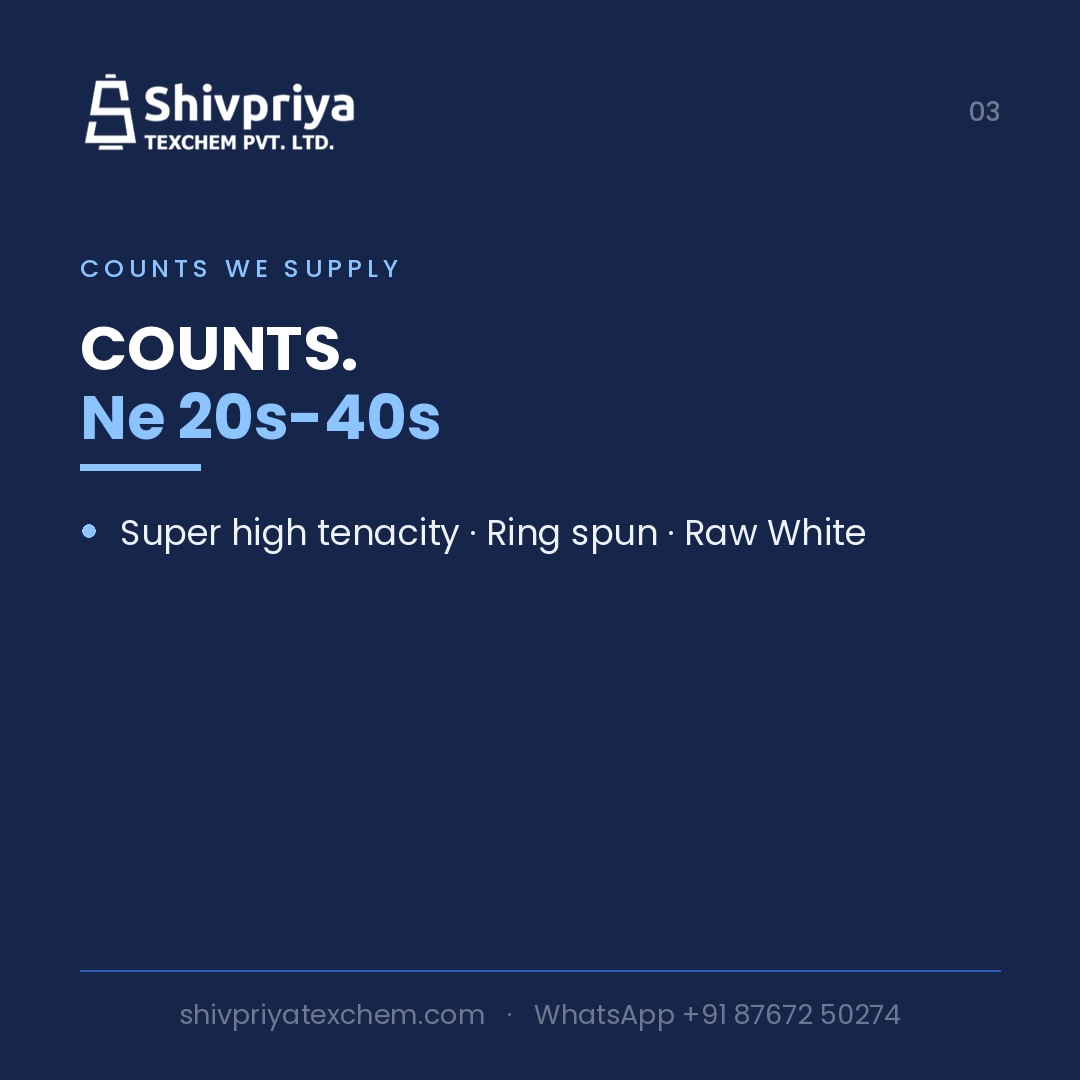 Shivpriya
TEXCHEM PVT. LTD.
03
COUNTS WE SUPPLY
COUNTS.
Ne 20s–40s
• Super high tenacity · Ring spun · Raw White
shivpriyatexchem.com · WhatsApp +91 87672 50274